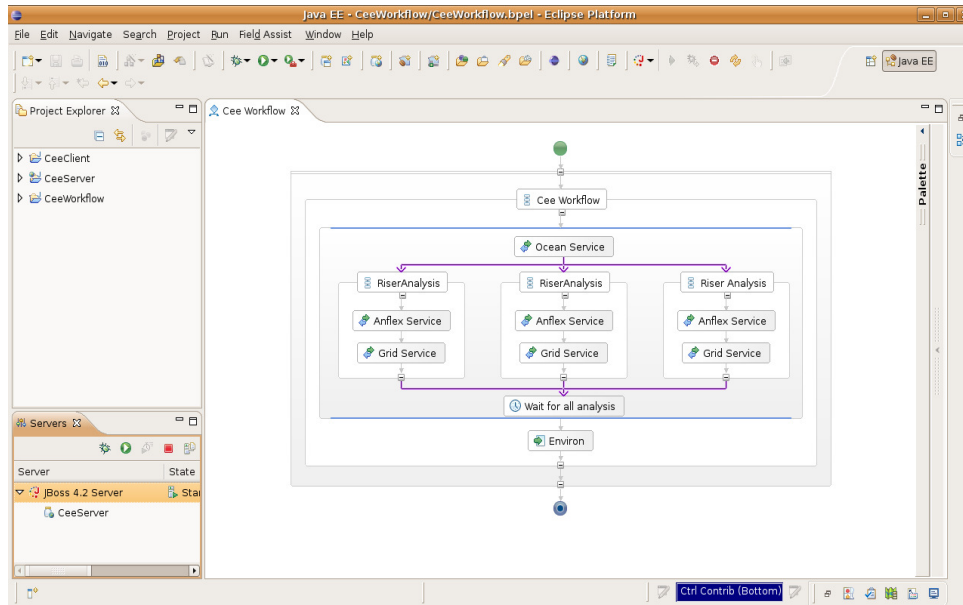 Java EE - CeeWorkflow/CeeWorkflow.bpel - Eclipse Platform
File Edit Navigate Search Project Run Field Assist Window Help
Java EE
Project Explorer
Cee Workflow
CeeClient
CeeServer
CeeWorkflow
Palette
Cee Workflow
Ocean Service
RiserAnalysis RiserAnalysis Riser Analysis
Anflex Service Anflex Service Anflex Service
Grid Service Grid Service Grid Service
Wait for all analysis
Environ
Servers
Server State
JBoss 4.2 Server Star
CeeServer
Ctrl Contrib (Bottom)